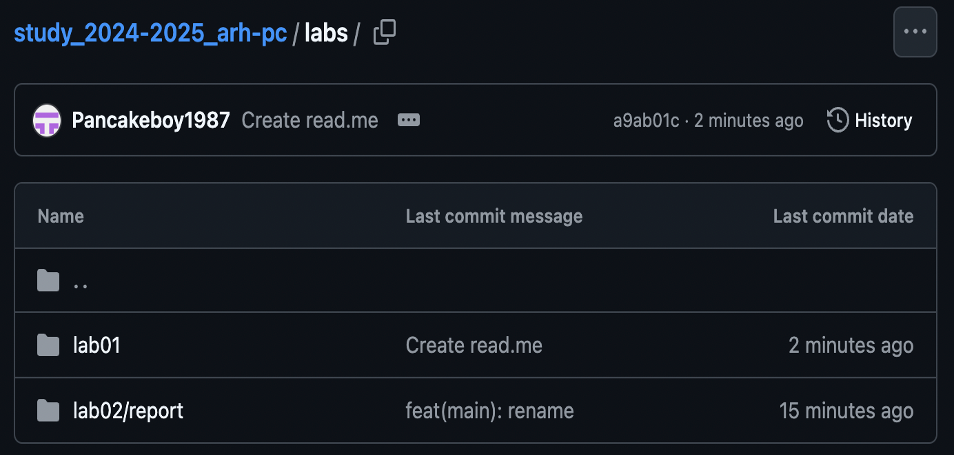 study_2024-2025_arh-pc / labs /
Pancakeboy1987 Create read.me a9ab01c · 2 minutes ago History
Name Last commit message Last commit date
..
lab01 Create read.me 2 minutes ago
lab02/report feat(main): rename 15 minutes ago